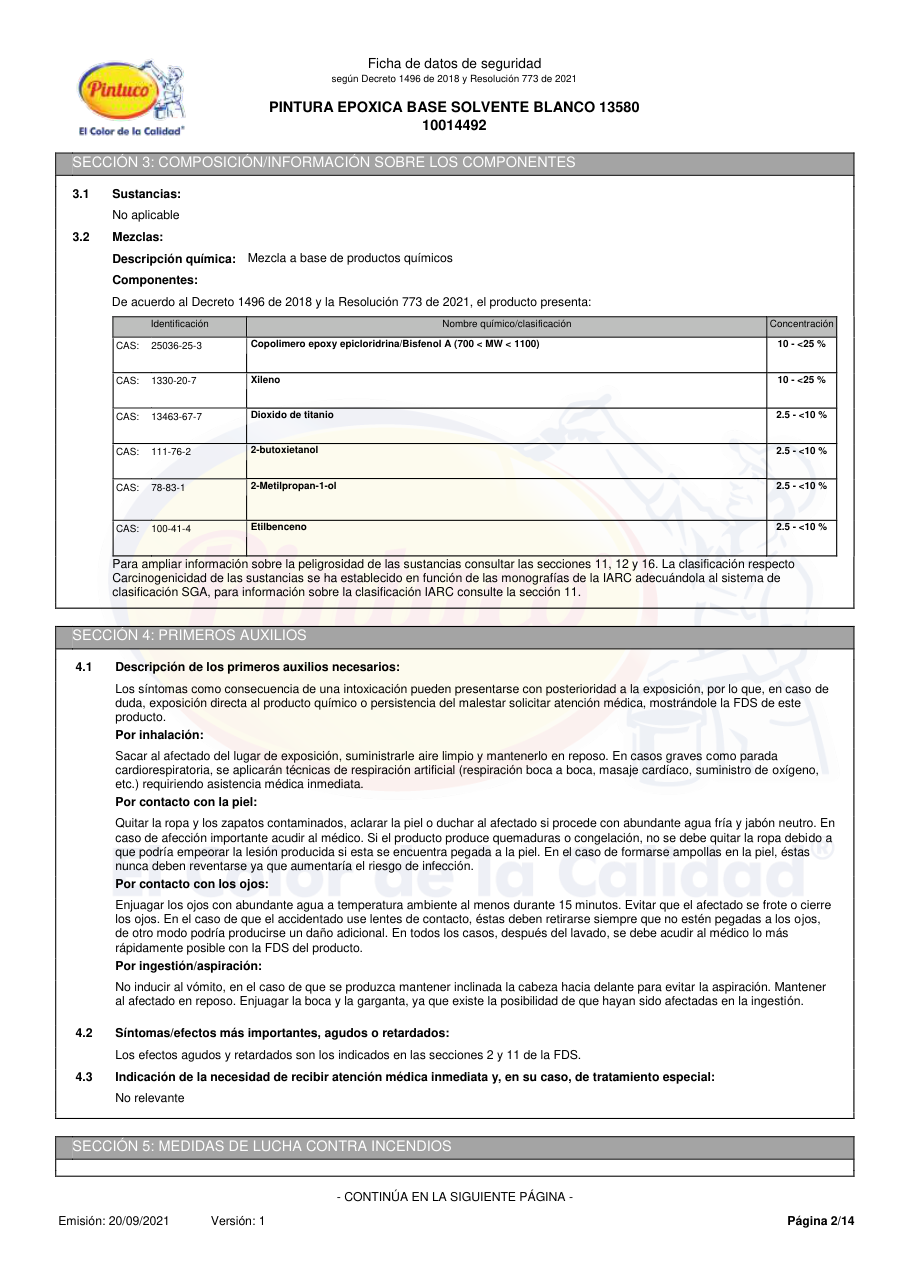 Pintuco®
El Color de la Calidad®
Ficha de datos de seguridad
según Decreto 1496 de 2018 y Resolución 773 de 2021
PINTURA EPOXICA BASE SOLVENTE BLANCO 13580
10014492
SECCIÓN 3: COMPOSICIÓN/INFORMACIÓN SOBRE LOS COMPONENTES
3.1 Sustancias:
No aplicable
3.2 Mezclas:
Descripción química: Mezcla a base de productos químicos
Componentes:
De acuerdo al Decreto 1496 de 2018 y la Resolución 773 de 2021, el producto presenta:
Identificación Nombre químico/clasificación Concentración
CAS: 25036-25-3 Copolimero epoxy epicloridrina/Bisfenol A (700 < MW < 1100) 10 - <25 %
CAS: 1330-20-7 Xileno 10 - <25 %
CAS: 13463-67-7 Dioxido de titanio 2.5 - <10 %
CAS: 111-76-2 2-butoxietanol 2.5 - <10 %
CAS: 78-83-1 2-Metilpropan-1-ol 2.5 - <10 %
CAS: 100-41-4 Etilbenceno 2.5 - <10 %
Para ampliar información sobre la peligrosidad de las sustancias consultar las secciones 11, 12 y 16. La clasificación respecto
Carcinogenicidad de las sustancias se ha establecido en función de las monografías de la IARC adecuándola al sistema de
clasificación SGA, para información sobre la clasificación IARC consulte la sección 11.
SECCIÓN 4: PRIMEROS AUXILIOS
4.1 Descripción de los primeros auxilios necesarios:
Los síntomas como consecuencia de una intoxicación pueden presentarse con posterioridad a la exposición, por lo que, en caso de
duda, exposición directa al producto químico o persistencia del malestar solicitar atención médica, mostrándole la FDS de este
producto.
Por inhalación:
Sacar al afectado del lugar de exposición, suministrarle aire limpio y mantenerlo en reposo. En casos graves como parada
cardiorespiratoria, se aplicarán técnicas de respiración artificial (respiración boca a boca, masaje cardíaco, suministro de oxígeno,
etc.) requiriendo asistencia médica inmediata.
Por contacto con la piel:
Quitar la ropa y los zapatos contaminados, aclarar la piel o duchar al afectado si procede con abundante agua fría y jabón neutro. En
caso de afección importante acudir al médico. Si el producto produce quemaduras o congelación, no se debe quitar la ropa debido a
que podría empeorar la lesión producida si esta se encuentra pegada a la piel. En el caso de formarse ampollas en la piel, éstas
nunca deben reventarse ya que aumentaría el riesgo de infección.
Por contacto con los ojos:
Enjuagar los ojos con abundante agua a temperatura ambiente al menos durante 15 minutos. Evitar que el afectado se frote o cierre
los ojos. En el caso de que el accidentado use lentes de contacto, éstas deben retirarse siempre que no estén pegadas a los ojos,
de otro modo podría producirse un daño adicional. En todos los casos, después del lavado, se debe acudir al médico lo más
rápidamente posible con la FDS del producto.
Por ingestión/aspiración:
No inducir al vómito, en el caso de que se produzca mantener inclinada la cabeza hacia delante para evitar la aspiración. Mantener
al afectado en reposo. Enjuagar la boca y la garganta, ya que existe la posibilidad de que hayan sido afectadas en la ingestión.
4.2 Síntomas/efectos más importantes, agudos o retardados:
Los efectos agudos y retardados son los indicados en las secciones 2 y 11 de la FDS.
4.3 Indicación de la necesidad de recibir atención médica inmediata y, en su caso, de tratamiento especial:
No relevante
SECCIÓN 5: MEDIDAS DE LUCHA CONTRA INCENDIOS
- CONTINÚA EN LA SIGUIENTE PÁGINA -
Emisión: 20/09/2021 Versión: 1 Página 2/14